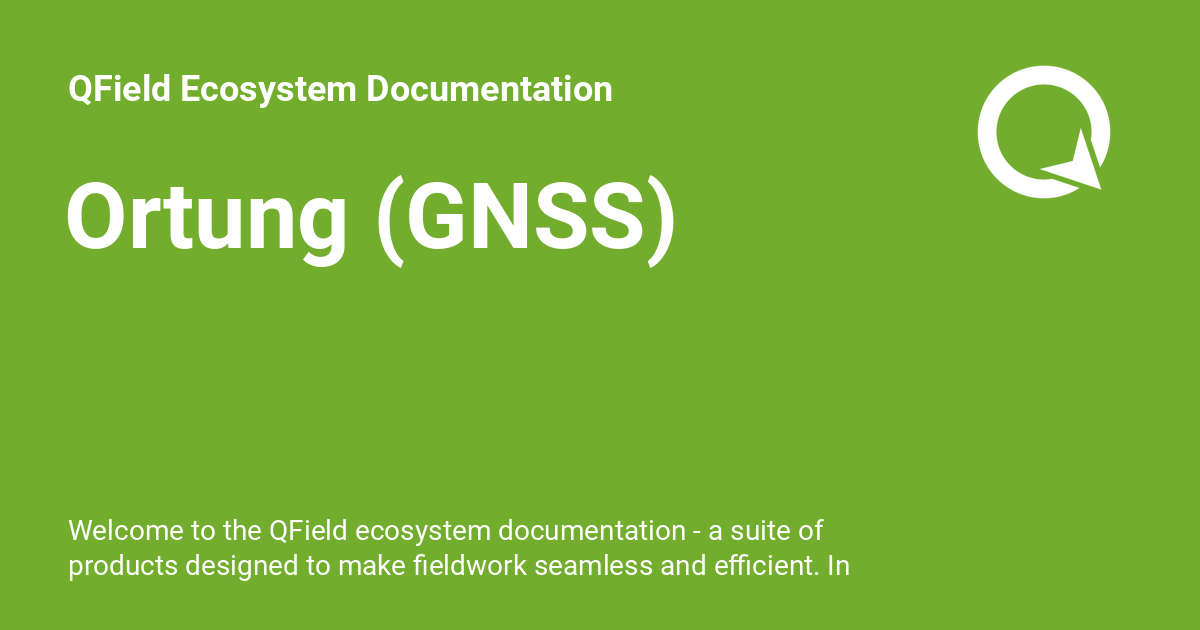 QField Ecosystem Documentation
Ortung (GNSS)
Welcome to the QField ecosystem documentation - a suite of
products designed to make fieldwork seamless and efficient. In